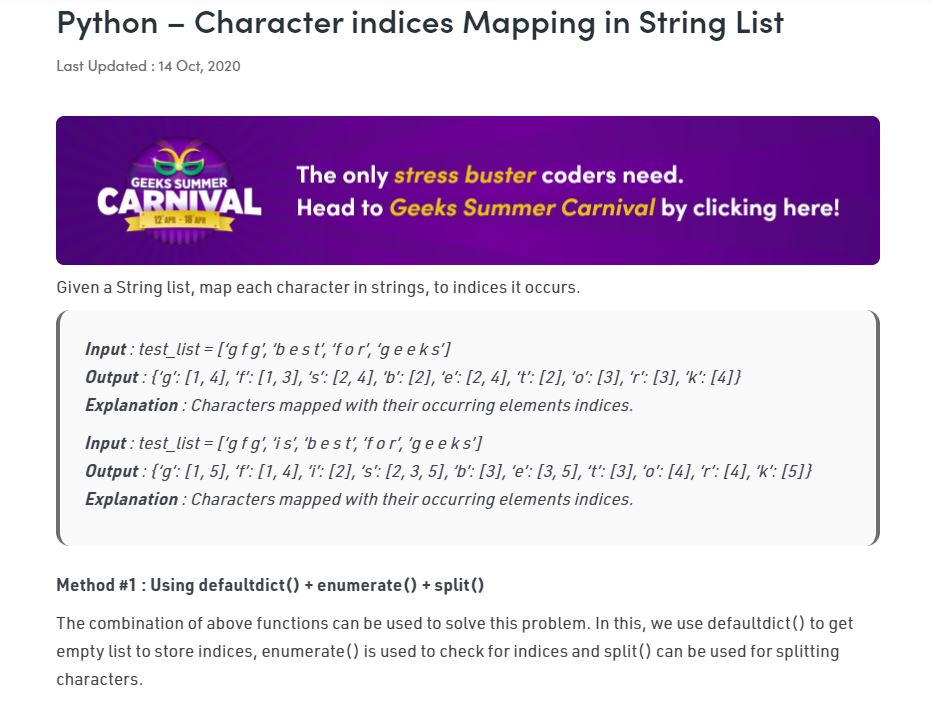 Python – Character indices Mapping in String List
Last Updated : 14 Oct, 2020
GEEKS SUMMER
CARNIVAL
12 APR - 18 APR
The only stress buster coders need.
Head to Geeks Summer Carnival by clicking here!
Given a String list, map each character in strings, to indices it occurs.
Input : test_list = [‘g f g’, ‘b e s t’, ‘f o r’, ‘g e e k s’]
Output : {‘g’: [1, 4], ‘f’: [1, 3], ‘s’: [2, 4], ‘b’: [2], ‘e’: [2, 4], ‘t’: [2], ‘o’: [3], ‘r’: [3], ‘k’: [4]}
Explanation : Characters mapped with their occurring elements indices.
Input : test_list = [‘g f g’, ‘i s’, ‘b e s t’, ‘f o r’, ‘g e e k s’]
Output : {‘g’: [1, 5], ‘f’: [1, 4], ‘i’: [2], ‘s’: [2, 3, 5], ‘b’: [3], ‘e’: [3, 5], ‘t’: [3], ‘o’: [4], ‘r’: [4], ‘k’: [5]}
Explanation : Characters mapped with their occurring elements indices.
Method #1 : Using defaultdict() + enumerate() + split()
The combination of above functions can be used to solve this problem. In this, we use defaultdict() to get
empty list to store indices, enumerate() is used to check for indices and split() can be used for splitting
characters.